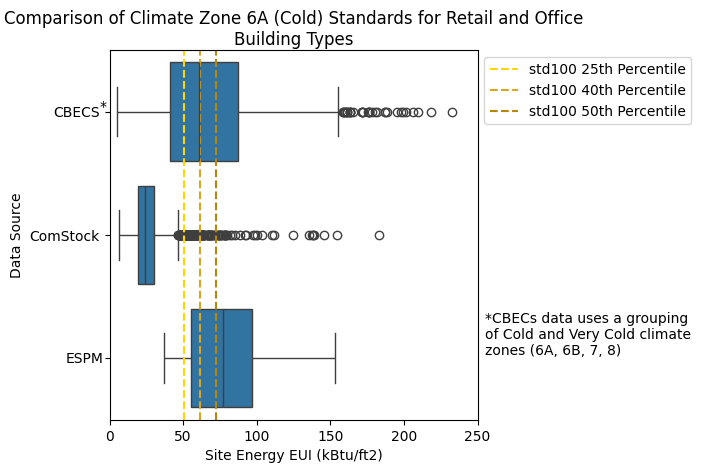 Comparison of Climate Zone 6A (Cold) Standards for Retail and Office
Building Types
std100 25th Percentile
std100 40th Percentile
std100 50th Percentile
CBECS*
ComStock
ESPM
Data Source
*CBECs data uses a grouping
of Cold and Very Cold climate
zones (6A, 6B, 7, 8)
0 50 100 150 200 250
Site Energy EUI (kBtu/ft2)